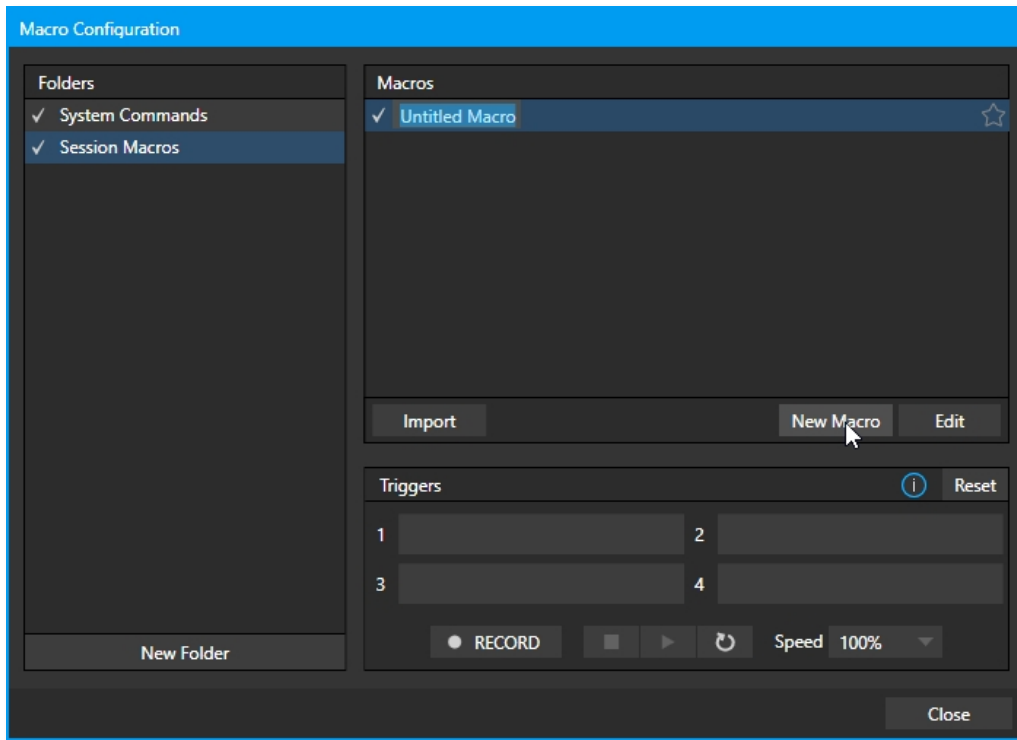 Macro Configuration
Folders
✓ System Commands
✓ Session Macros
New Folder
Macros
✓ Untitled Macro
Import New Macro Edit
Triggers i Reset
1 2
3 4
RECORD Speed 100%
Close